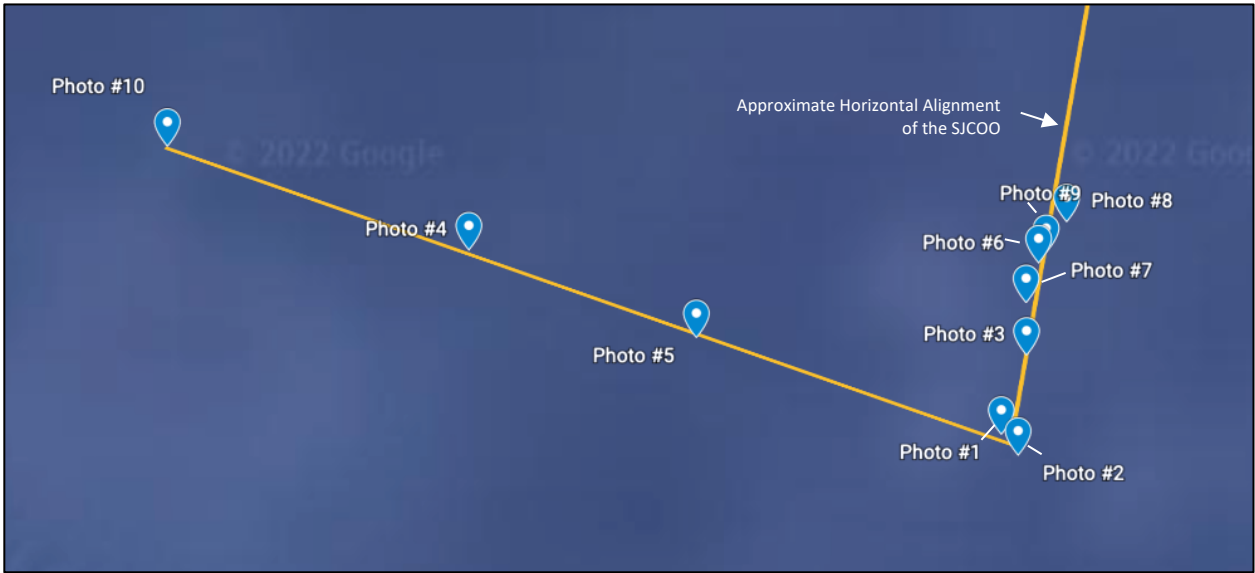 Photo #10
Approximate Horizontal Alignment
of the SJCOO
© 2022 Google
© 2022 Goo
Photo #9
Photo #8
Photo #4
Photo #6
Photo #7
Photo #3
Photo #5
Photo #1
Photo #2